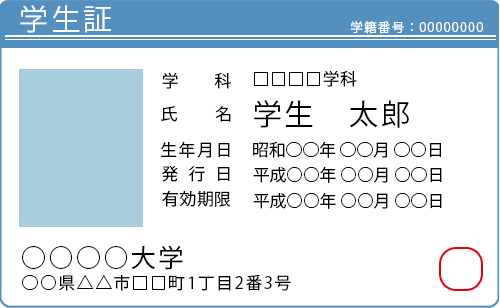 学生証
学籍番号：00000000
学　科 □□□□学科
氏　名 学生　太郎
生年月日 昭和○○年 ○○月 ○○日
発 行 日 平成○○年 ○○月 ○○日
有効期限 平成○○年 ○○月 ○○日
○○○○大学
○○県△△市□□町1丁目2番3号